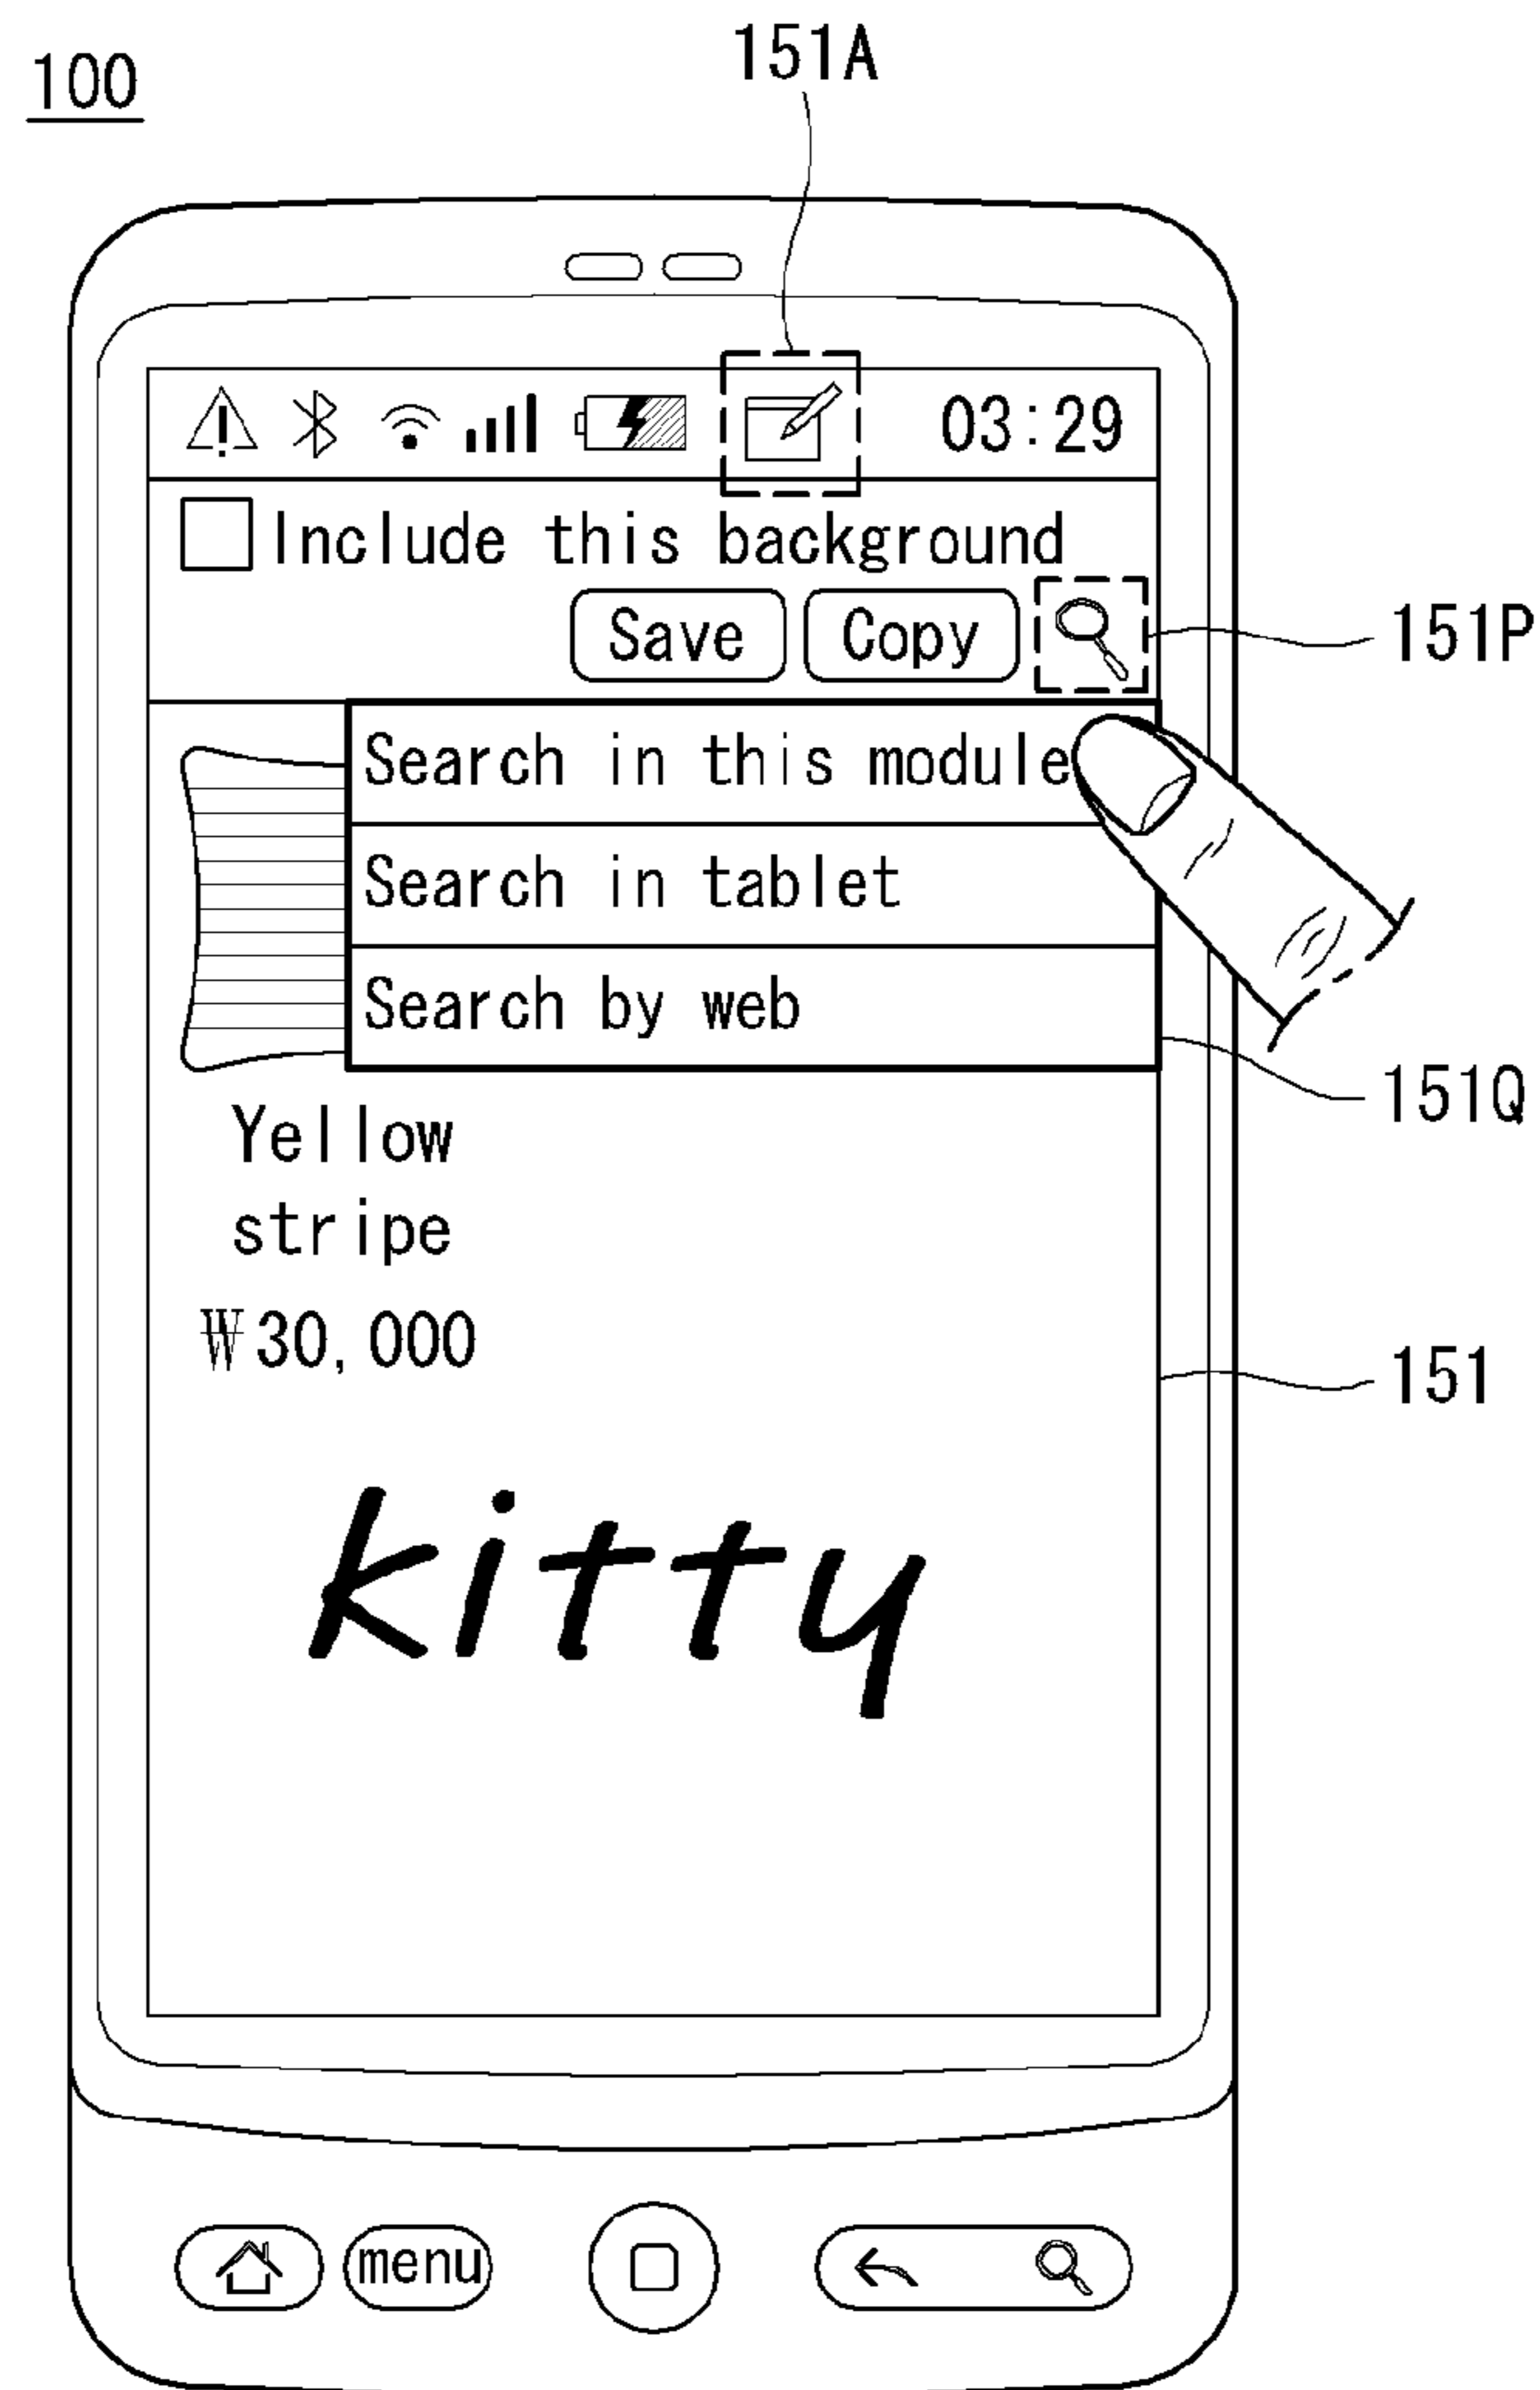 100
151A
03:29
Include this background
Save Copy
151P
Search in this module
Search in tablet
Search by web
151Q
Yellow
stripe
₩30,000
151
kitty
menu